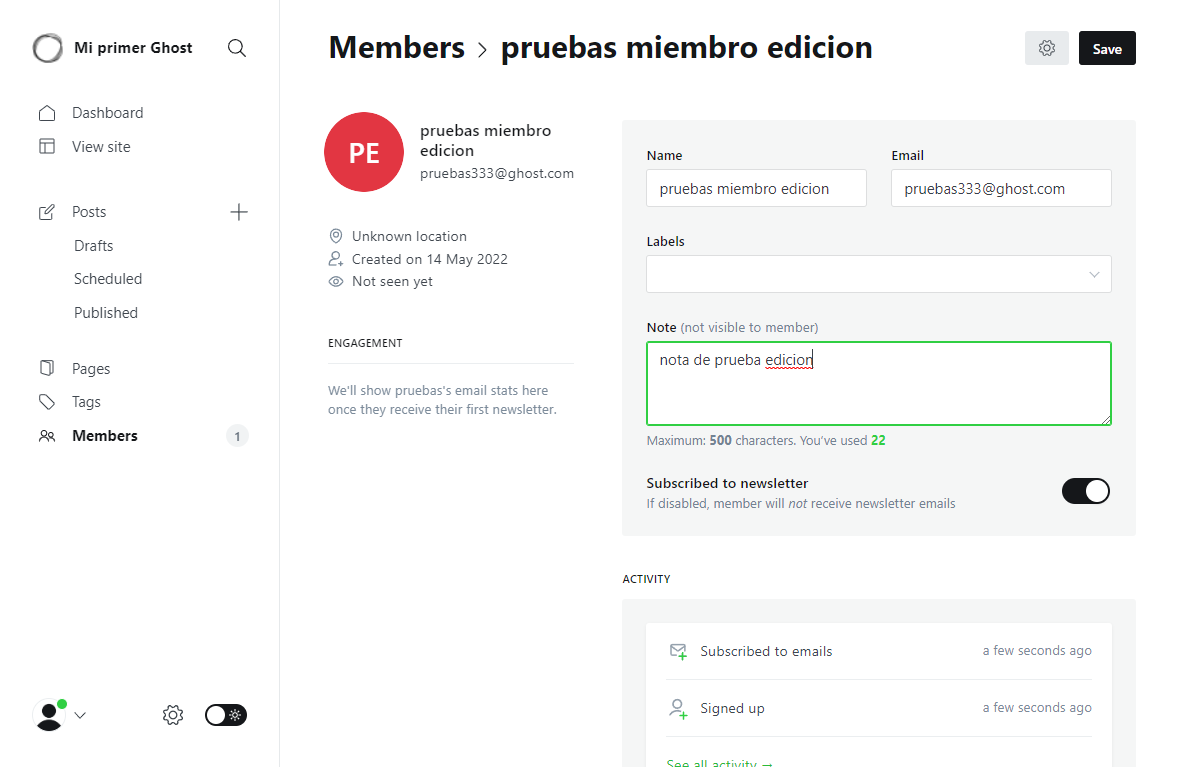 Mi primer Ghost
Dashboard
View site
Posts
Drafts
Scheduled
Published
Pages
Tags
Members
1
Members > pruebas miembro edicion
Save
PE
pruebas miembro
edicion
pruebas333@ghost.com
Unknown location
Created on 14 May 2022
Not seen yet
ENGAGEMENT
We'll show pruebas's email stats here
once they receive their first newsletter.
Name
Email
pruebas miembro edicion
pruebas333@ghost.com
Labels
Note (not visible to member)
nota de prueba edicion
Maximum: 500 characters. You've used 22
Subscribed to newsletter
If disabled, member will not receive newsletter emails
ACTIVITY
Subscribed to emails
a few seconds ago
Signed up
a few seconds ago
See all activity →